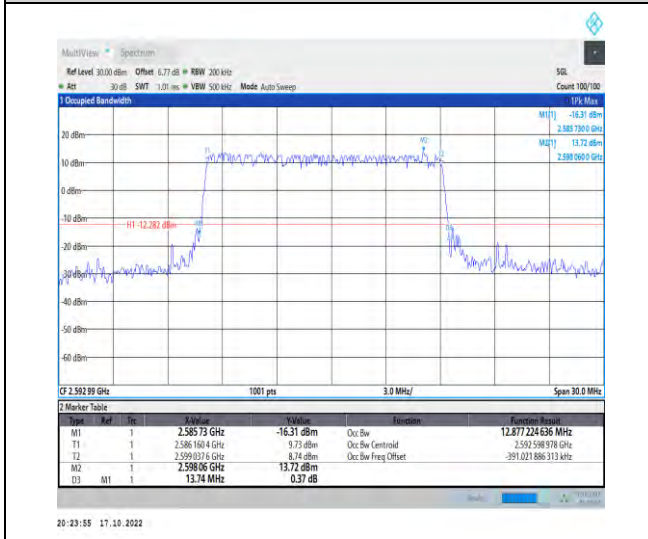 MultiView Spectrum
Ref Level 30.00 dBm Offset 6.77 dB RBW 200 kHz SGL
Att 30 dB SWT 1.01 ms VBW 500 kHz Mode Auto Sweep Count 100/100
1 Occupied Bandwidth 1Pk Max
M1[1] -16.31 dBm
2.585 730 0 GHz
M2[1] 13.72 dBm
2.598 060 0 GHz
20 dBm
10 dBm
0 dBm
-10 dBm
H1 -12.282 dBm
-20 dBm
-30 dBm
-40 dBm
-50 dBm
-60 dBm
T1
M2
CF 2.592 99 GHz 1001 pts 3.0 MHz/ Span 30.0 MHz
2 Marker Table
Type Ref Trc X-Value Y-Value Function Function Result
M1 1 2.585 73 GHz -16.31 dBm Occ Bw 12.877 224 636 MHz
T1 1 2.586 160 4 GHz 9.73 dBm Occ Bw Centroid 2.592 598 978 GHz
T2 1 2.599 037 6 GHz 8.74 dBm Occ Bw Freq Offset -391.021 886 313 kHz
M2 1 2.598 06 GHz 13.72 dBm
D3 M1 1 13.74 MHz 0.37 dB
20:23:55 17.10.2022